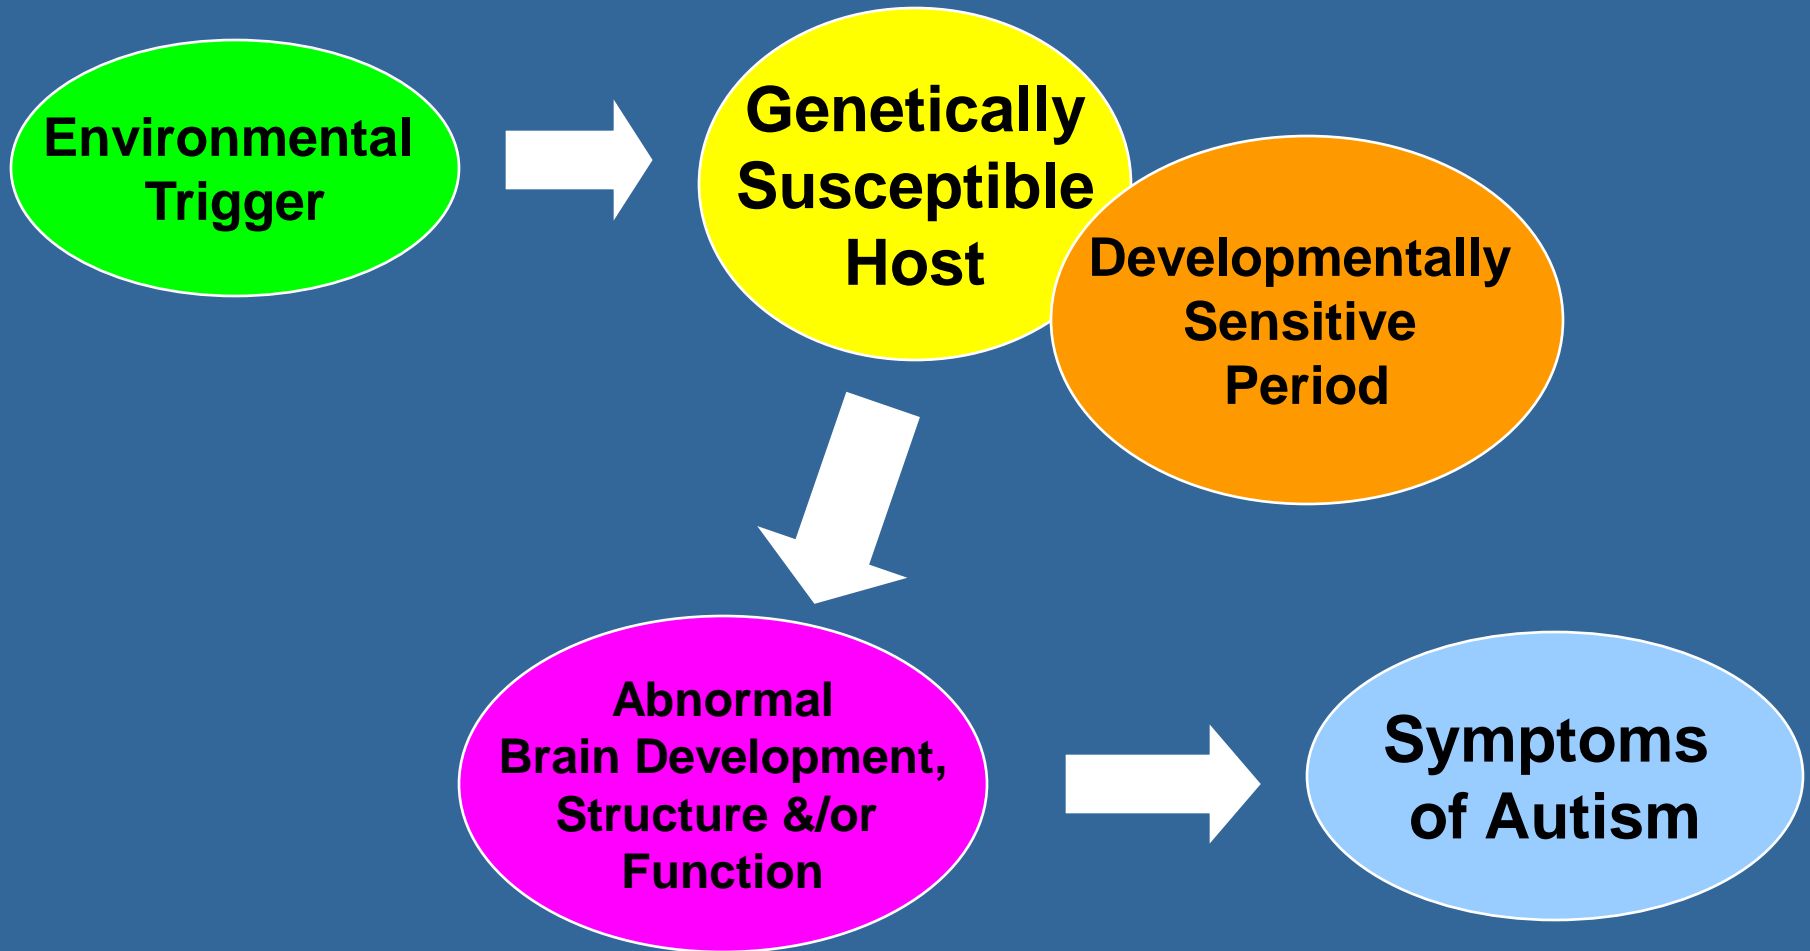 Environmental
Trigger
Genetically
Susceptible
Host
Developmentally
Sensitive
Period
Abnormal
Brain Development,
Structure &/or
Function
Symptoms
of Autism